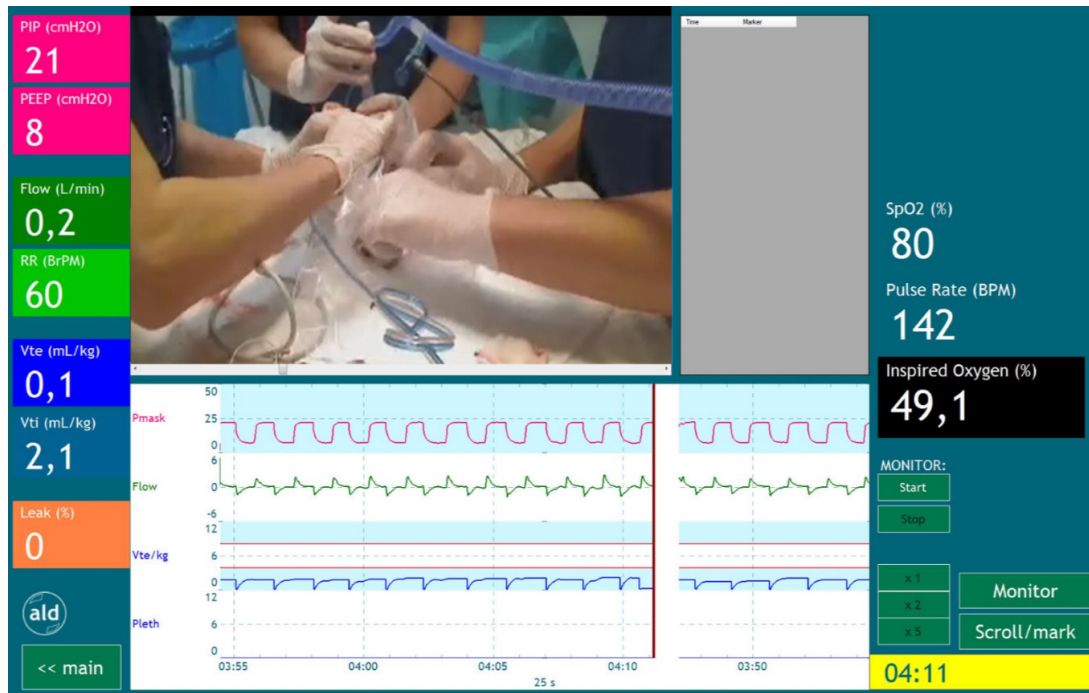 PIP (cmH2O)
21
PEEP (cmH2O)
8
Flow (L/min)
0,2
RR (BrPM)
60
Vte (mL/kg)
0,1
Vti (mL/kg)
2,1
Leak (%)
0
ald
<< main
Time Marker
50
Pmask
25
0
6
Flow
0
-6
12
Vte/kg
6
0
12
Pleth
6
0
03:55 04:00 04:05 04:10 03:50
25 s
SpO2 (%)
80
Pulse Rate (BPM)
142
Inspired Oxygen (%)
49,1
MONITOR:
Start
Stop
x 1
x 2
x 5
Monitor
Scroll/mark
04:11